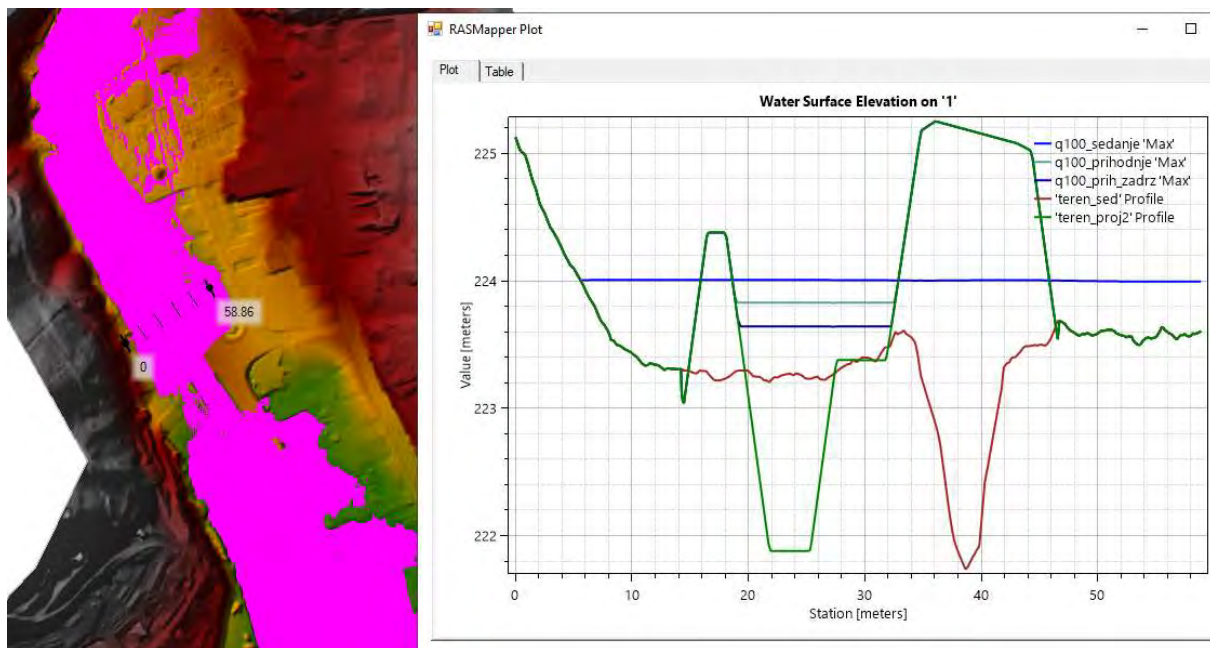 58.86
0
RASMapper Plot
Plot
Table
Water Surface Elevation on '1'
q100_sedanje 'Max'
q100_prihodnje 'Max'
q100_prih_zadrz 'Max'
'teren_sed' Profile
'teren_proj2' Profile
225
224
223
222
Value [meters]
0 10 20 30 40 50
Station [meters]